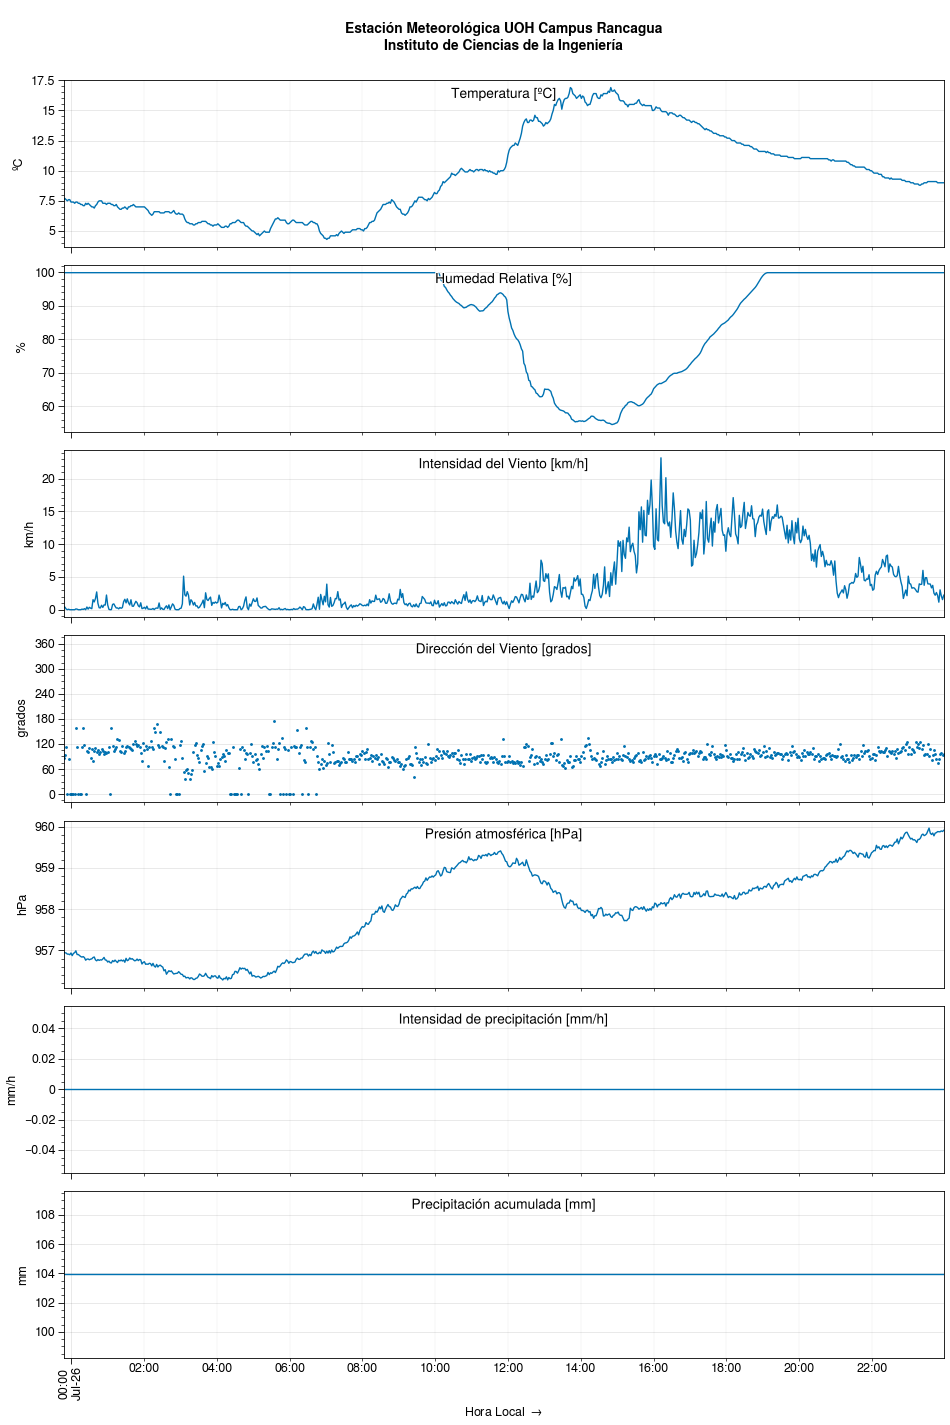 Estación Meteorológica UOH Campus Rancagua
Instituto de Ciencias de la Ingeniería
Temperatura [ºC]
17.5
15
12.5
10
7.5
5
ºC
Humedad Relativa [%]
100
90
80
70
60
%
Intensidad del Viento [km/h]
20
15
10
5
0
km/h
Dirección del Viento [grados]
360
300
240
180
120
60
0
grados
Presión atmosférica [hPa]
960
959
958
957
hPa
Intensidad de precipitación [mm/h]
0.04
0.02
0
−0.02
−0.04
mm/h
Precipitación acumulada [mm]
108
106
104
102
100
mm
00:00
Jul-26
02:00 04:00 06:00 08:00 10:00 12:00 14:00 16:00 18:00 20:00 22:00
Hora Local →